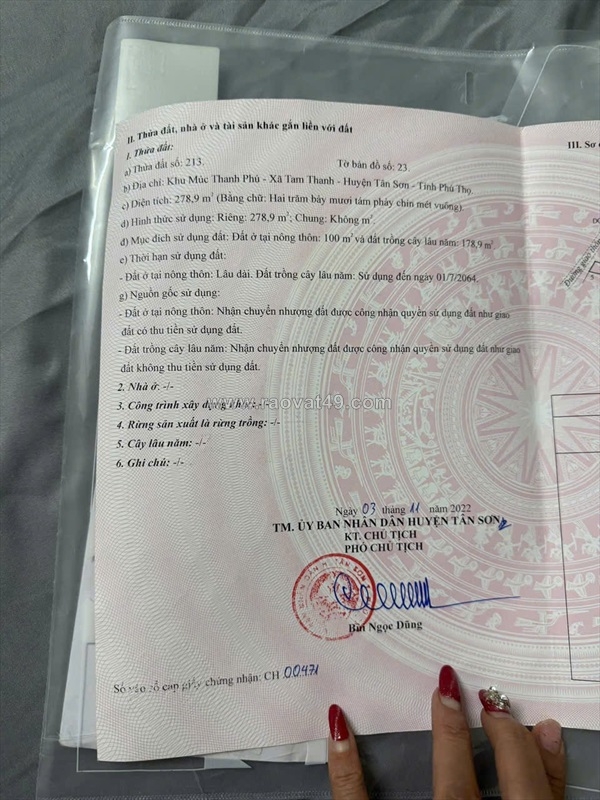 II. Thửa đất, nhà ở và tài sản khác gắn liền với đất
1. Thửa đất:
a) Thửa đất số: 213. Tờ bản đồ số: 23.
b) Địa chỉ: Khu Múc Thanh Phú - Xã Tam Thanh - Huyện Tân Sơn - Tỉnh Phú Thọ.
c) Diện tích: 278,9 m² (Bằng chữ: Hai trăm bảy mươi tám phảy chín mét vuông).
d) Hình thức sử dụng: Riêng: 278,9 m²; Chung: Không m².
đ) Mục đích sử dụng đất: Đất ở tại nông thôn: 100 m² và đất trồng cây lâu năm: 178,9 m².
e) Thời hạn sử dụng đất:
- Đất ở tại nông thôn: Lâu dài. Đất trồng cây lâu năm: Sử dụng đến ngày 01/7/2064.
g) Nguồn gốc sử dụng:
- Đất ở tại nông thôn: Nhận chuyển nhượng đất được công nhận quyền sử dụng đất như giao
đất có thu tiền sử dụng đất.
- Đất trồng cây lâu năm: Nhận chuyển nhượng đất được công nhận quyền sử dụng đất như giao
đất không thu tiền sử dụng đất.
2. Nhà ở: -/-
www.raovat49.com
3. Công trình xây dựng khác: -/-
4. Rừng sản xuất là rừng trồng: -/-
5. Cây lâu năm: -/-
6. Ghi chú: -/-
Ngày 03 tháng 11 năm 2022
TM. ỦY BAN NHÂN DÂN HUYỆN TÂN SƠN
KT. CHỦ TỊCH
PHÓ CHỦ TỊCH
Bùi Ngọc Dũng
Số vào sổ cấp giấy chứng nhận: CH 00471
III. Sơ
Đường giao